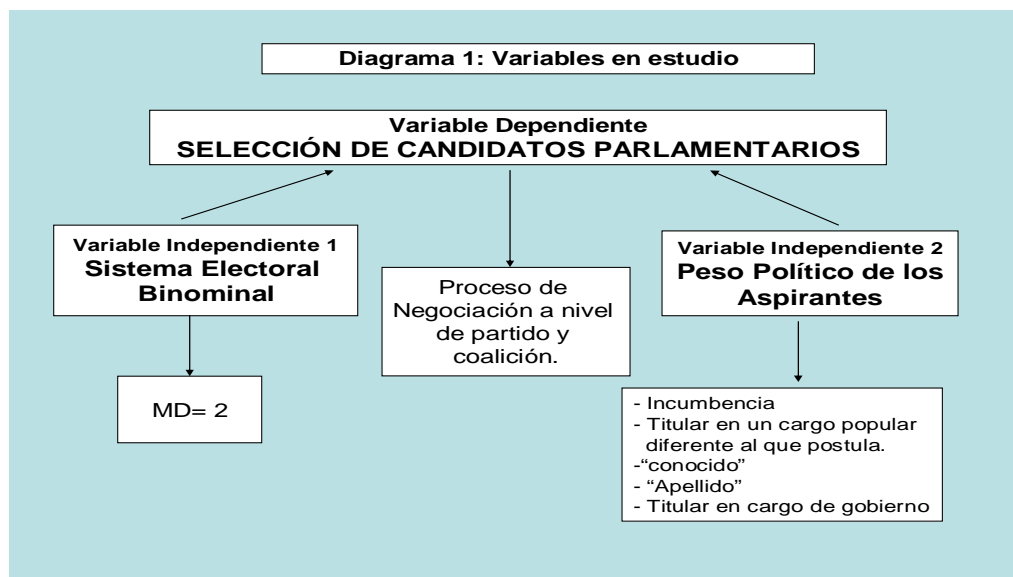 Diagrama 1: Variables en estudio
Variable Dependiente
SELECCIÓN DE CANDIDATOS PARLAMENTARIOS
Variable Independiente 1
Sistema Electoral
Binominal
MD= 2
Proceso de
Negociación a nivel
de partido y
coalición.
Variable Independiente 2
Peso Político de los
Aspirantes
- Incumbencia
- Titular en un cargo popular
diferente al que postula.
-“conocido”
- “Apellido”
- Titular en cargo de gobierno